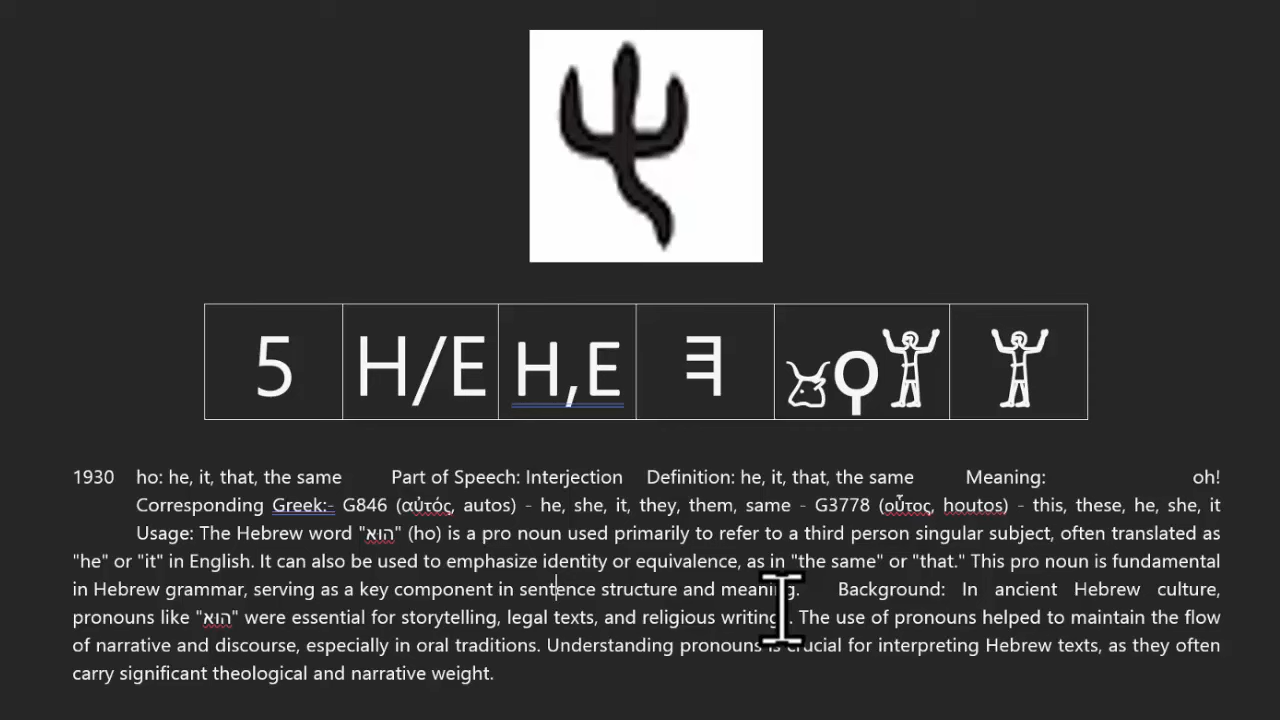 5 H/E H,E 𐤄
1930 ho: he, it, that, the same Part of Speech: Interjection Definition: he, it, that, the same Meaning: oh!
Corresponding Greek:- G846 (αὐτός, autos) - he, she, it, they, them, same - G3778 (οὗτος, houtos) - this, these, he, she, it
Usage: The Hebrew word "הוא" (ho) is a pro noun used primarily to refer to a third person singular subject, often translated as
"he" or "it" in English. It can also be used to emphasize identity or equivalence, as in "the same" or "that." This pro noun is fundamental
in Hebrew grammar, serving as a key component in sentence structure and meaning. Background: In ancient Hebrew culture,
pronouns like "הוא" were essential for storytelling, legal texts, and religious writings. The use of pronouns helped to maintain the flow
of narrative and discourse, especially in oral traditions. Understanding pronouns is crucial for interpreting Hebrew texts, as they often
carry significant theological and narrative weight.